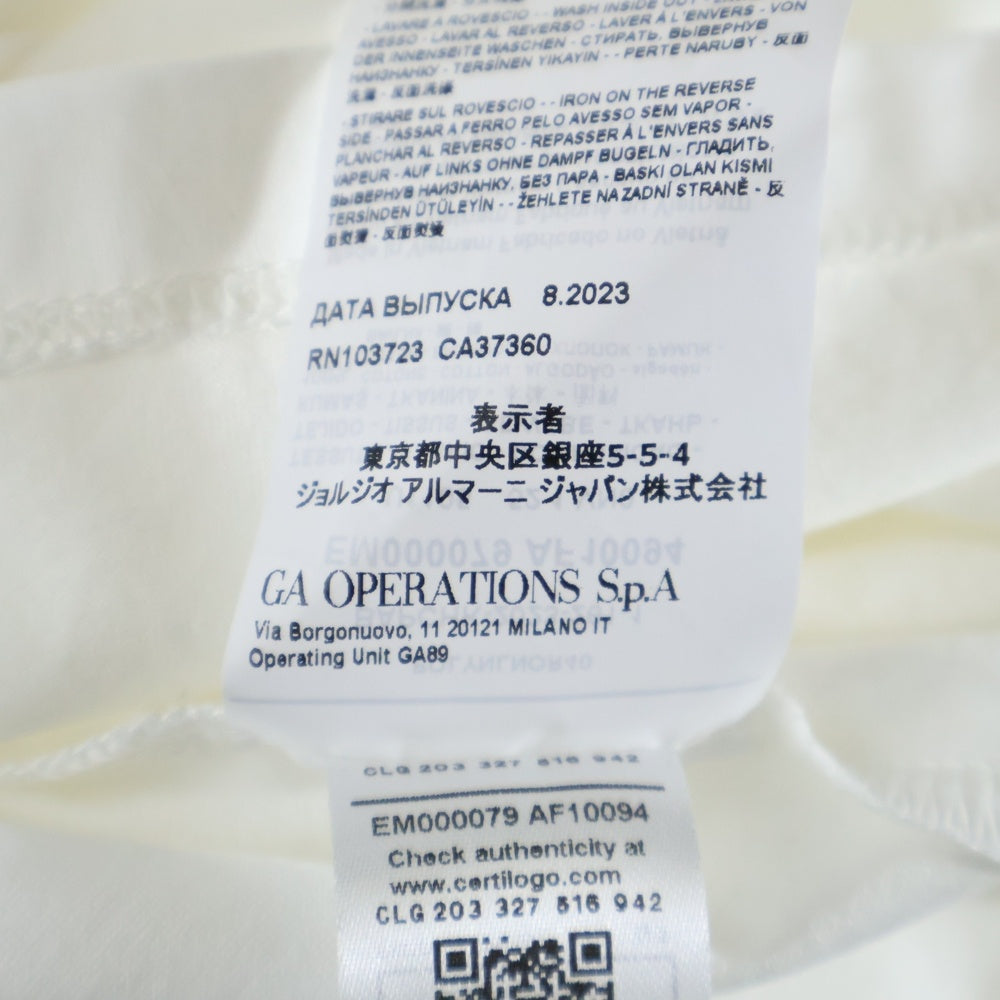 - LAVARE A ROVESCIO - - WASH INSIDE OUT -
AVESSO - LAVAR AL REVERSO - LAVER À L'ENVERS - VON
DER INNENSEITE WASCHEN - СТИРАТЬ, ВЫВЕРНУВ
НАИЗНАНКУ - TERSİNEN YIKAYIN - - PERTE NARUBY - 反面
洗滌 - 反面洗滌
- STIRARE SUL ROVESCIO - - IRON ON THE REVERSE
SIDE - PASSAR A FERRO PELO AVESSO SEM VAPOR -
PLANCHAR AL REVERSO - REPASSER À L'ENVERS SANS
VAPEUR - AUF LINKS OHNE DAMPF BUGELN - ГЛАДИТЬ,
ВЫВЕРНУВ НАИЗНАНКУ, БЕЗ ПАРА - BASKI OLAN KISMI
TERSİNDEN ÜTÜLEYİN - - ŽEHLETE NA ZADNÍ STRANĚ - 反
面熨燙 - 反面熨燙
ДАТА ВЫПУСКА 8.2023
RN103723 CA37360
表示者
東京都中央区銀座5-5-4
ジョルジオ アルマーニ ジャパン株式会社
GA OPERATIONS S.p.A
Via Borgonuovo, 11 20121 MILANO IT
Operating Unit GA89
CLG 203 327 516 942
EM000079 AF10094
Check authenticity at
www.certilogo.com
CLG 203 327 516 942